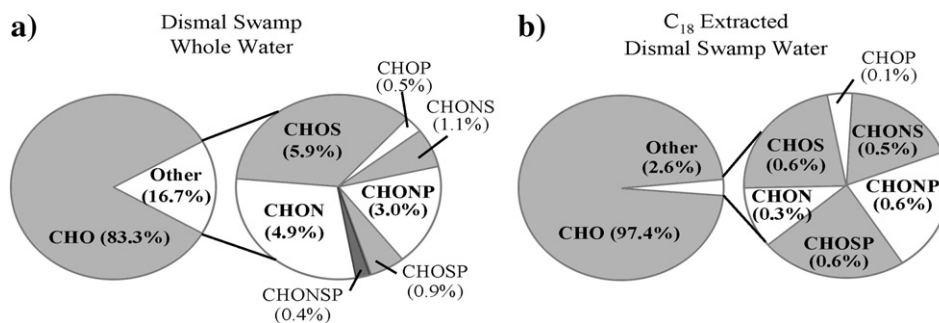 a)
Dismal Swamp
Whole Water
CHOP
(0.5%)
CHONS
(1.1%)
CHOS
(5.9%)
Other
(16.7%)
CHONP
(3.0%)
CHON
(4.9%)
CHO (83.3%)
CHOSP
(0.9%)
CHONSP
(0.4%)
b)
C₁₈ Extracted
Dismal Swamp Water
CHOP
(0.1%)
CHONS
(0.5%)
CHOS
(0.6%)
Other
(2.6%)
CHONP
(0.6%)
CHON
(0.3%)
CHO (97.4%)
CHOSP
(0.6%)